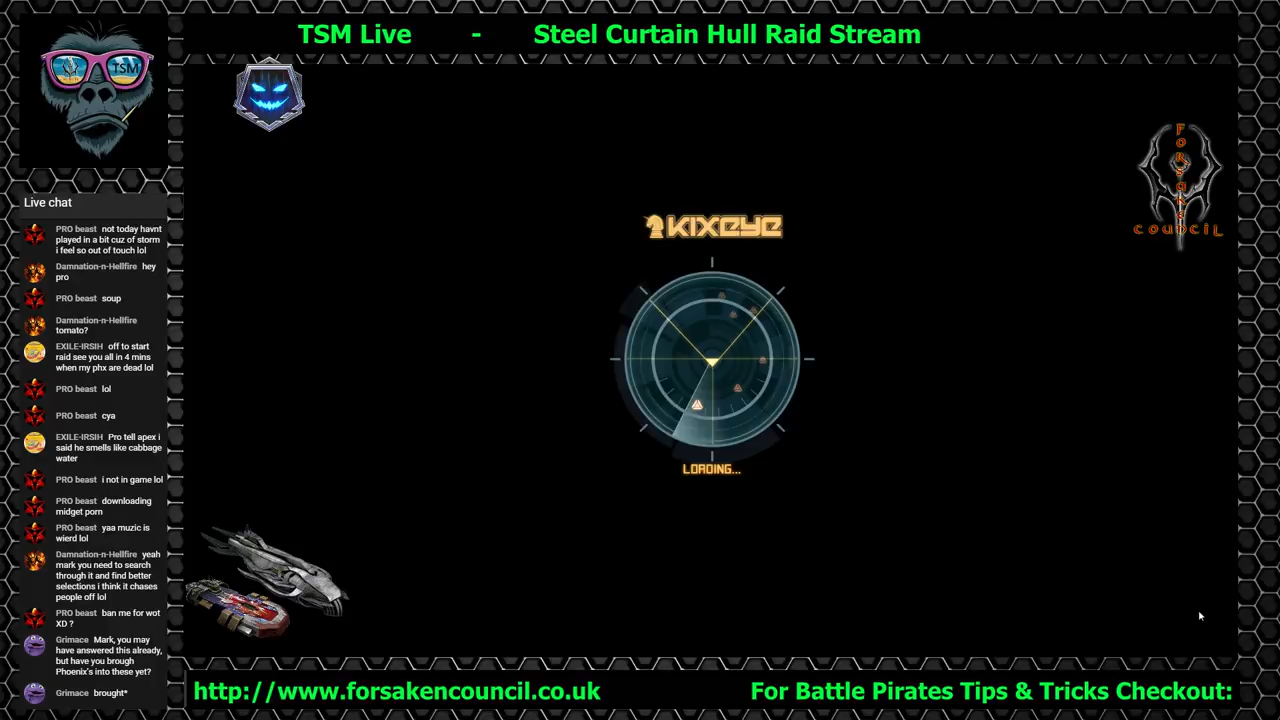 TSM Live - Steel Curtain Hull Raid Stream
TSM
Live chat
PRO beast not today havnt
played in a bit cuz of storm
i feel so out of touch lol
Damnation-n-Hellfire hey
pro
PRO beast soup
Damnation-n-Hellfire
tomato?
EXILE-IRSIH off to start
raid see you all in 4 mins
when my phx are dead lol
PRO beast lol
PRO beast cya
EXILE-IRSIH Pro tell apex i
said he smells like cabbage
water
PRO beast i not in game lol
PRO beast downloading
midget porn
PRO beast yaa muzic is
wierd lol
Damnation-n-Hellfire yeah
mark you need to search
through it and find better
selections i think it chases
people off lol
PRO beast ban me for wot
XD ?
Grimace Mark, you may
have answered this already,
but have you brough
Phoenix's into these yet?
Grimace brought*
KIXEYE
LOADING...
Forsaken
COUNCIL
http://www.forsakencouncil.co.uk
For Battle Pirates Tips & Tricks Checkout: